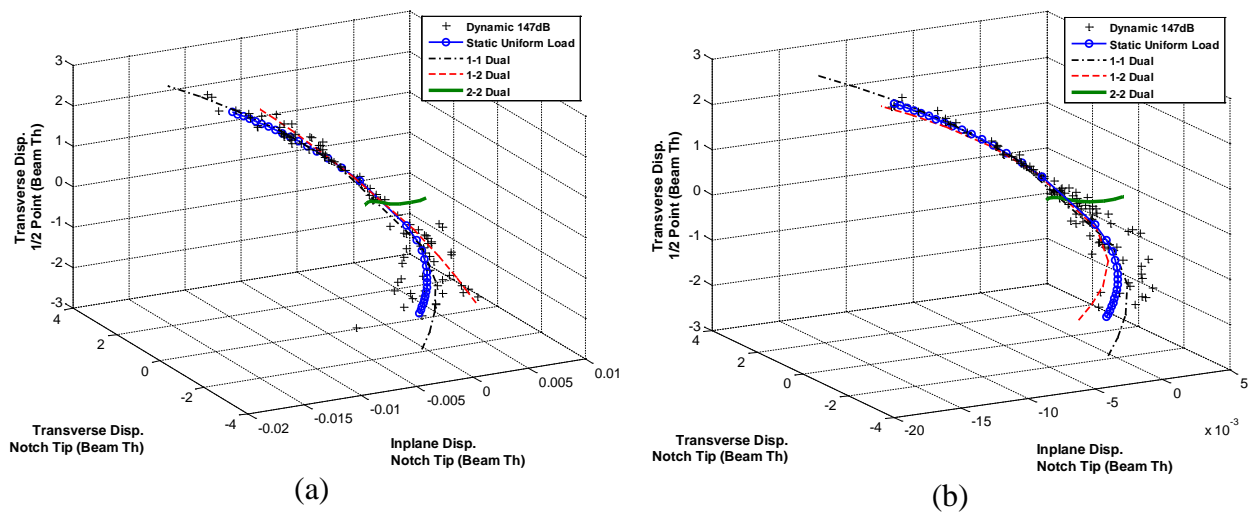 Dynamic 147dB
Static Uniform Load
1-1 Dual
1-2 Dual
2-2 Dual
3
2
1
0
-1
-2
-3
Transverse Disp.
1/2 Point (Beam Th)
4
2
0
-2
-4
Transverse Disp.
Notch Tip (Beam Th)
-0.02
-0.015
-0.01
-0.005
0
0.005
0.01
Inplane Disp.
Notch Tip (Beam Th)
(a)
Dynamic 147dB
Static Uniform Load
1-1 Dual
1-2 Dual
2-2 Dual
3
2
1
0
-1
-2
-3
Transverse Disp.
1/2 Point (Beam Th)
4
2
0
-2
-4
Transverse Disp.
Notch Tip (Beam Th)
-20
-15
-10
-5
0
5
x 10⁻³
Inplane Disp.
Notch Tip (Beam Th)
(b)